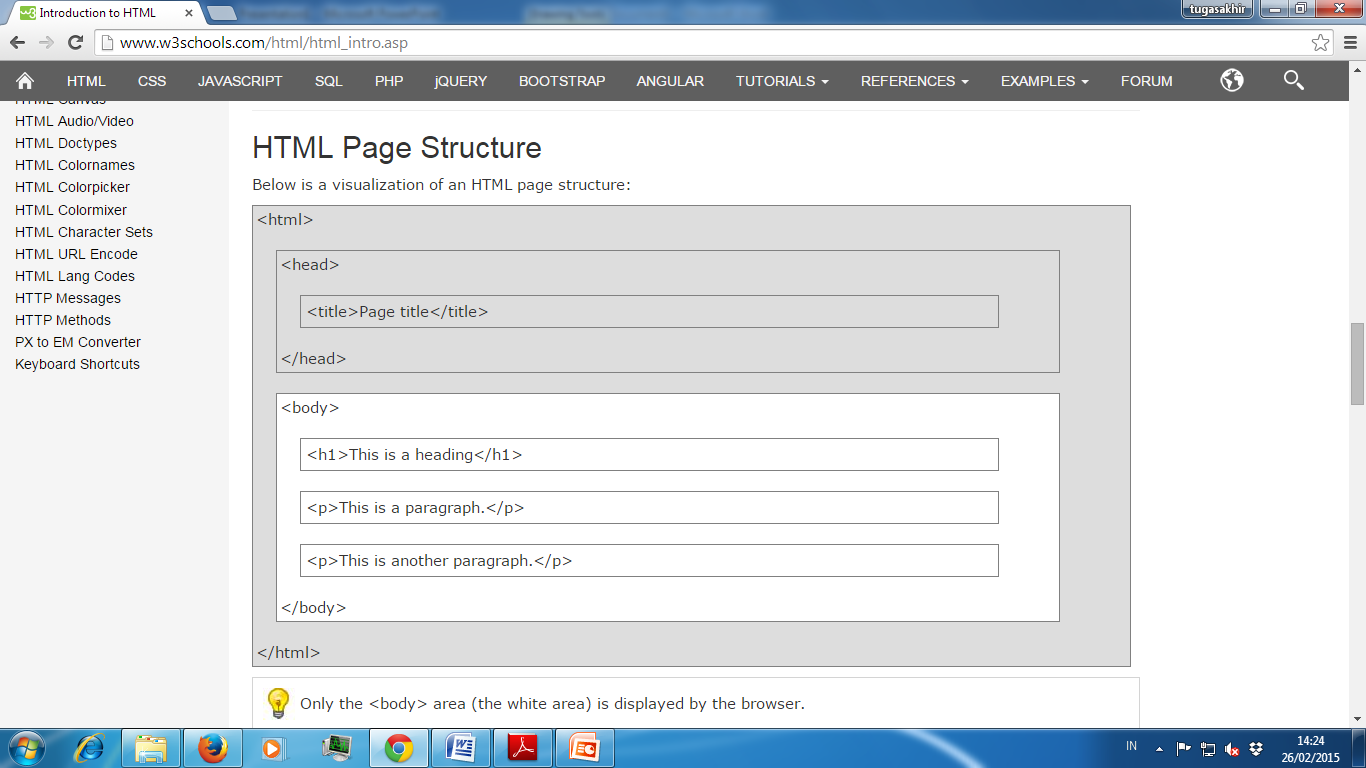 Introduction to HTML
tugasakhir
www.w3schools.com/html/html_intro.asp
HTML CSS JAVASCRIPT SQL PHP jQUERY BOOTSTRAP ANGULAR TUTORIALS REFERENCES EXAMPLES FORUM
HTML Canvas
HTML Audio/Video
HTML Doctypes
HTML Colornames
HTML Colorpicker
HTML Colormixer
HTML Character Sets
HTML URL Encode
HTML Lang Codes
HTTP Messages
HTTP Methods
PX to EM Converter
Keyboard Shortcuts
HTML Page Structure
Below is a visualization of an HTML page structure:
<html>
<head>
<title>Page title</title>
</head>
<body>
<h1>This is a heading</h1>
<p>This is a paragraph.</p>
<p>This is another paragraph.</p>
</body>
</html>
Only the <body> area (the white area) is displayed by the browser.
IN
14:24
26/02/2015